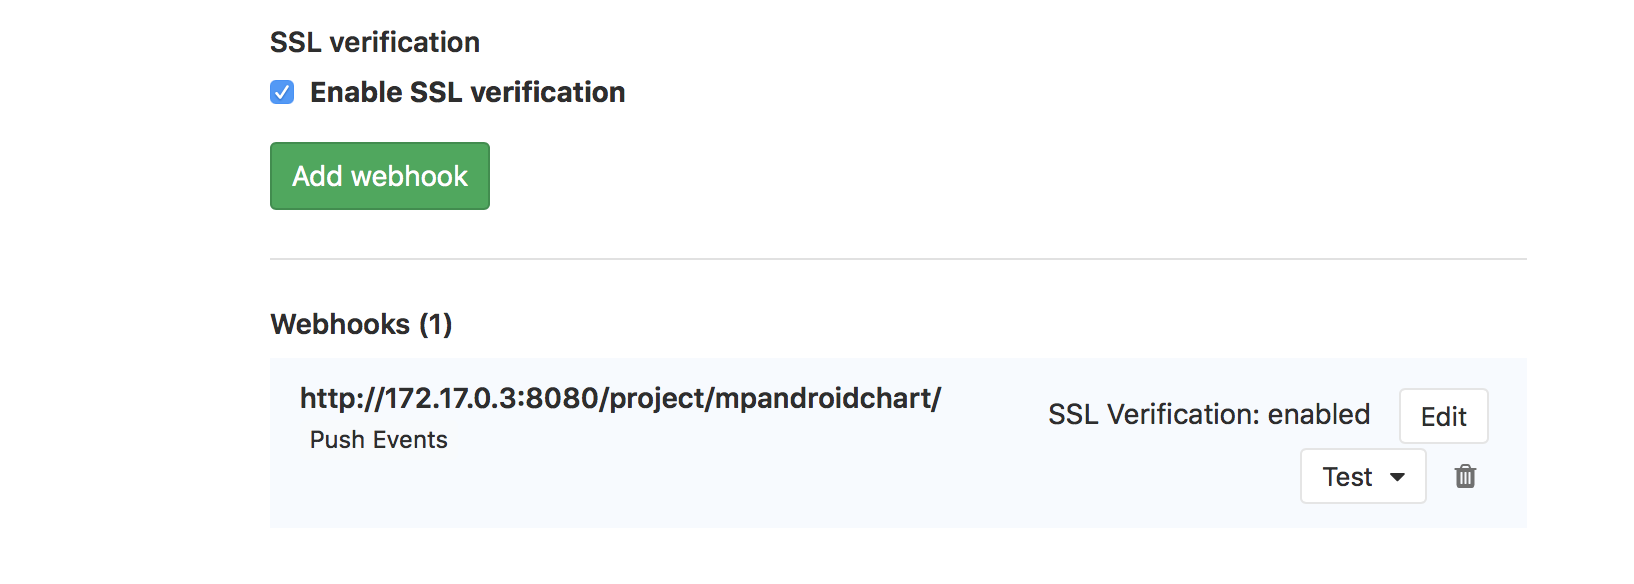 SSL verification
Enable SSL verification
Add webhook
Webhooks (1)
http://172.17.0.3:8080/project/mpandroidchart/
Push Events
SSL Verification: enabled
Edit
Test